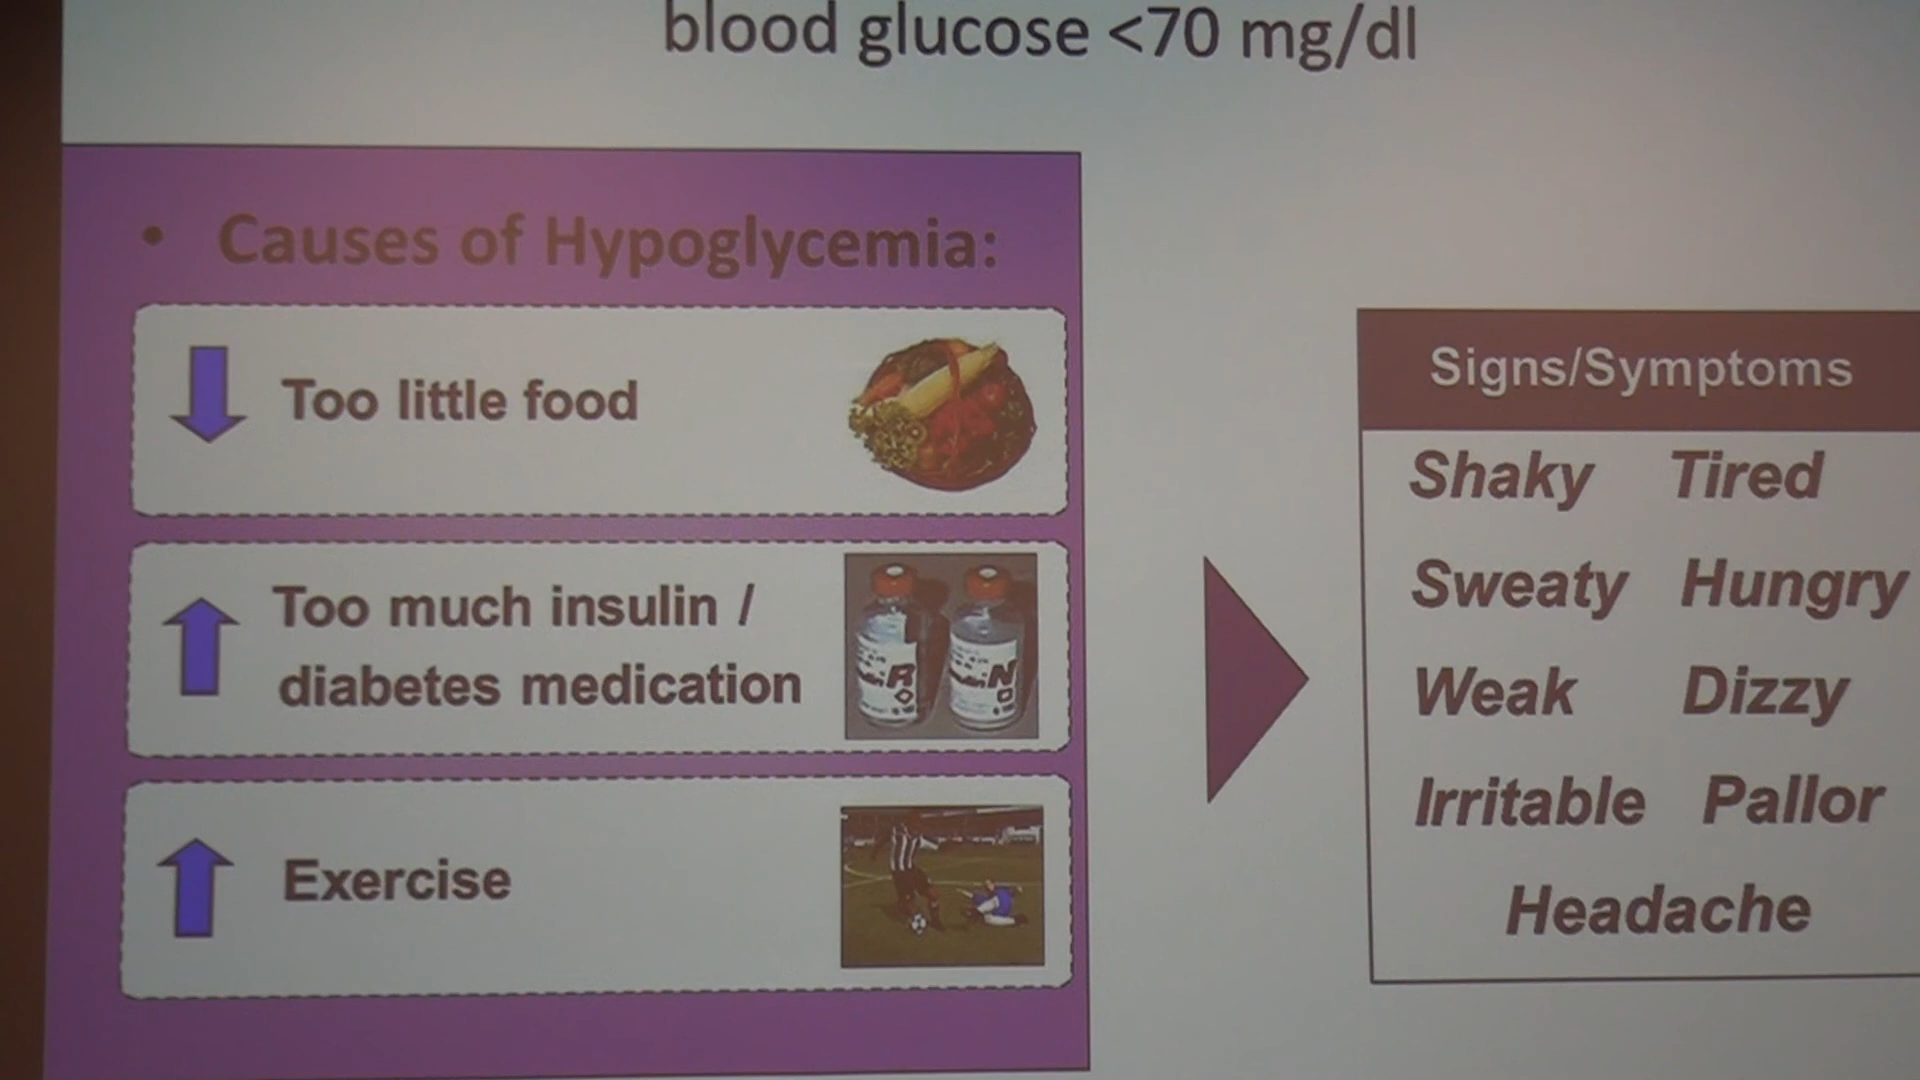 blood glucose <70 mg/dl
• Causes of Hypoglycemia:
Too little food
Too much insulin /
diabetes medication
Exercise
R
N
Signs/Symptoms
Shaky Tired
Sweaty Hungry
Weak Dizzy
Irritable Pallor
Headache